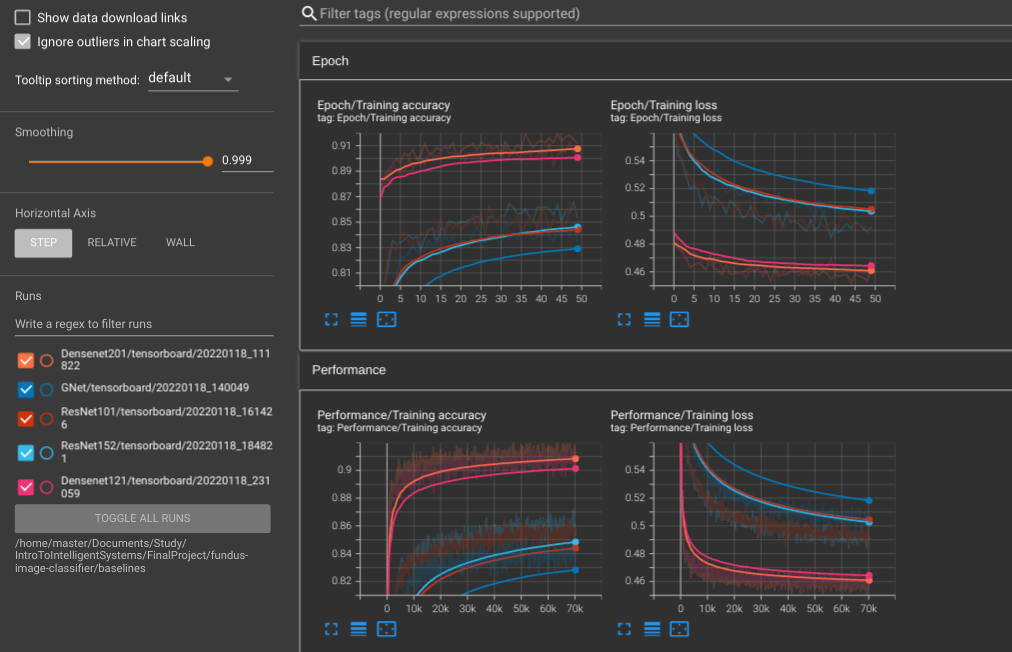 Show data download links
Ignore outliers in chart scaling
Tooltip sorting method: default
Smoothing
0.999
Horizontal Axis
STEP RELATIVE WALL
Runs
Write a regex to filter runs
Densenet201/tensorboard/20220118_111
822
GNet/tensorboard/20220118_140049
ResNet101/tensorboard/20220118_16142
6
ResNet152/tensorboard/20220118_18482
1
Densenet121/tensorboard/20220118_231
059
TOGGLE ALL RUNS
/home/master/Documents/Study/
IntroToIntelligentSystems/FinalProject/fundus-
image-classifier/baselines
Filter tags (regular expressions supported)
Epoch
Epoch/Training accuracy
tag: Epoch/Training accuracy
0.91
0.89
0.87
0.85
0.83
0.81
0 5 10 15 20 25 30 35 40 45 50
Epoch/Training loss
tag: Epoch/Training loss
0.54
0.52
0.5
0.48
0.46
0 5 10 15 20 25 30 35 40 45 50
Performance
Performance/Training accuracy
tag: Performance/Training accuracy
0.9
0.88
0.86
0.84
0.82
0 10k 20k 30k 40k 50k 60k 70k
Performance/Training loss
tag: Performance/Training loss
0.54
0.52
0.5
0.48
0.46
0 10k 20k 30k 40k 50k 60k 70k